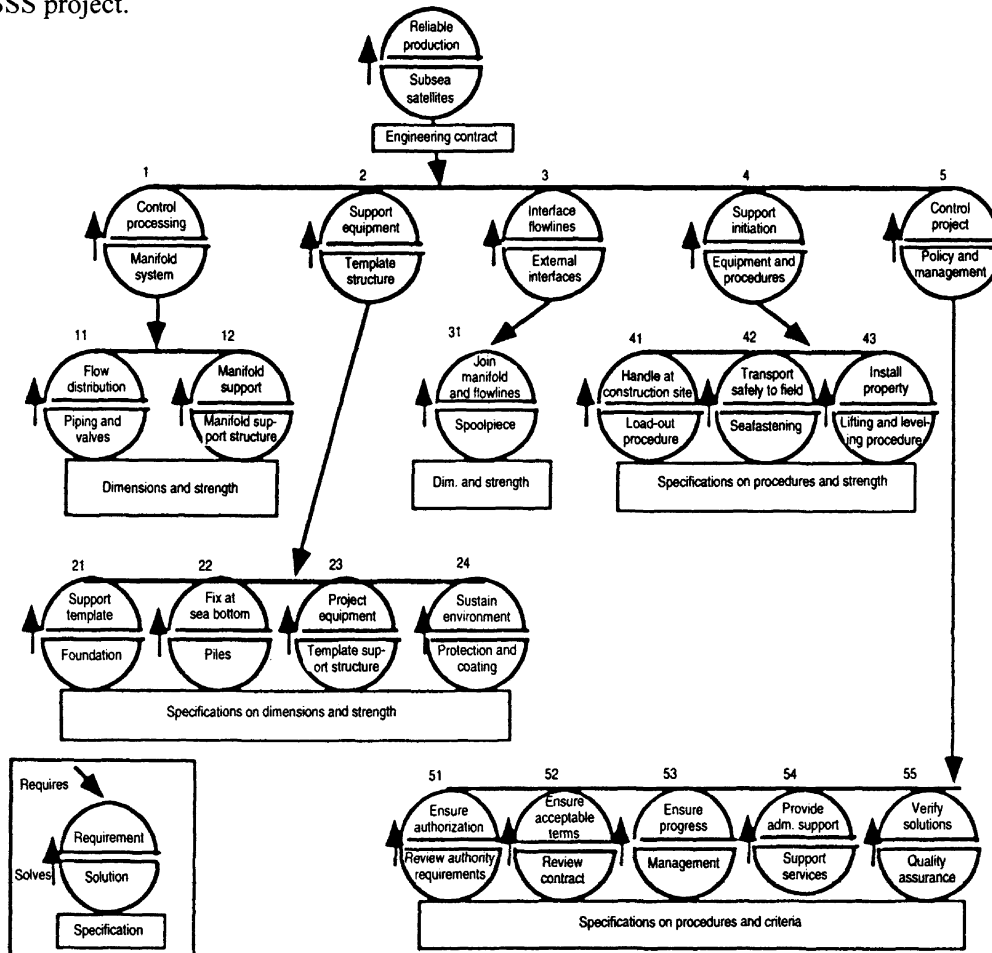 SS project.
Reliable
production
Subsea
satellites
Engineering contract
1
Control
processing
Manifold
system
2
Support
equipment
Template
structure
3
Interface
flowlines
External
interfaces
4
Support
initiation
Equipment and
procedures
5
Control
project
Policy and
management
11
Flow
distribution
Piping and
valves
12
Manifold
support
Manifold sup-
port structure
Dimensions and strength
31
Join
manifold
and flowlines
Spoolpiece
Dim. and strength
41
Handle at
construction site
Load-out
procedure
42
Transport
safely to field
Seafastening
43
Install
property
Lifting and level-
ing procedure
Specifications on procedures and strength
21
Support
template
Foundation
22
Fix at
sea bottom
Piles
23
Project
equipment
Template sup-
ort structure
24
Sustain
environment
Protection and
coating
Specifications on dimensions and strength
51
Ensure
authorization
Review authority
requirements
52
Ensure
acceptable
terms
Review
contract
53
Ensure
progress
Management
54
Provide
adm. support
Support
services
55
Verify
solutions
Quality
assurance
Specifications on procedures and criteria
Requires
Requirement
Solves
Solution
Specification